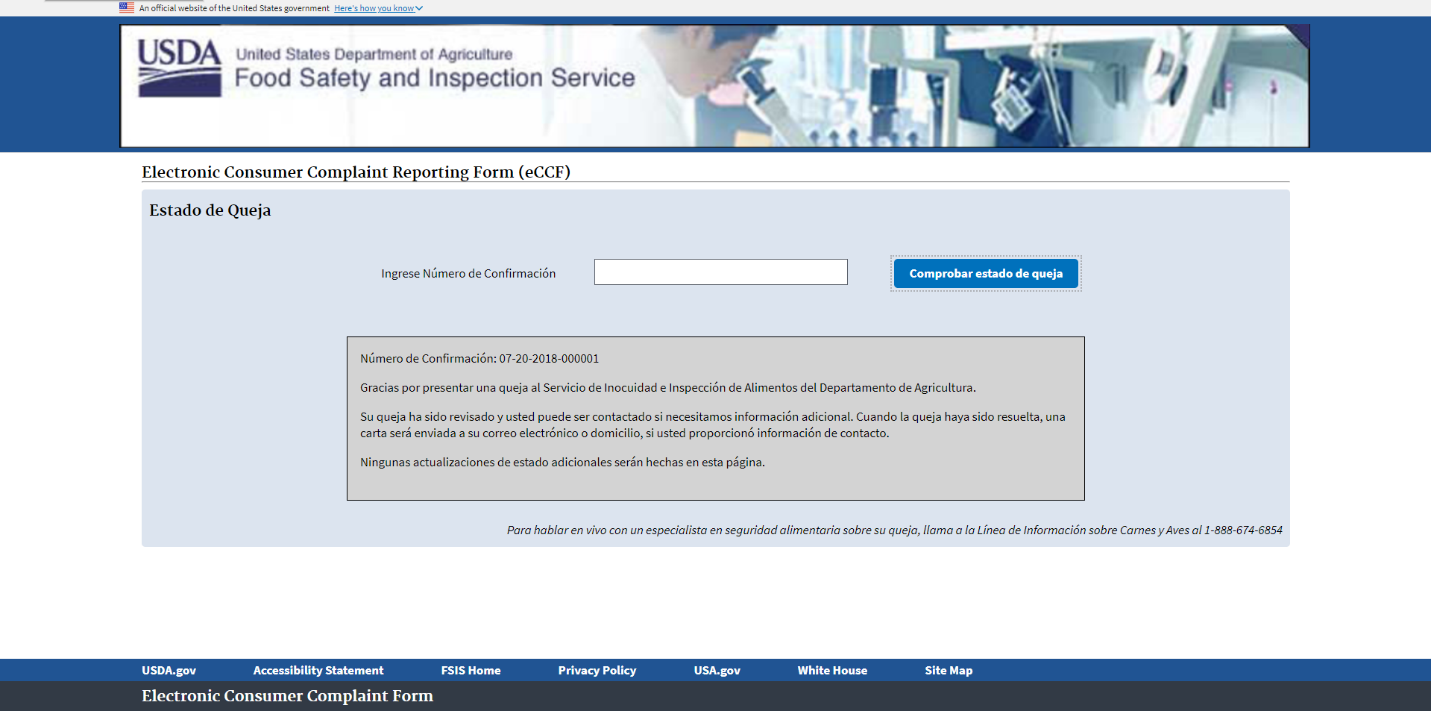 An official website of the United States government Here's how you know
USDA
United States Department of Agriculture
Food Safety and Inspection Service
Electronic Consumer Complaint Reporting Form (eCCF)
Estado de Queja
Ingrese Número de Confirmación
Comprobar estado de queja
Número de Confirmación: 07-20-2018-000001
Gracias por presentar una queja al Servicio de Inocuidad e Inspección de Alimentos del Departamento de Agricultura.
Su queja ha sido revisado y usted puede ser contactado si necesitamos información adicional. Cuando la queja haya sido resuelta, una
carta será enviada a su correo electrónico o domicilio, si usted proporcionó información de contacto.
Ningunas actualizaciones de estado adicionales serán hechas en esta página.
Para hablar en vivo con un especialista en seguridad alimentaria sobre su queja, llama a la Línea de Información sobre Carnes y Aves al 1-888-674-6854
USDA.gov Accessibility Statement FSIS Home Privacy Policy USA.gov White House Site Map
Electronic Consumer Complaint Form